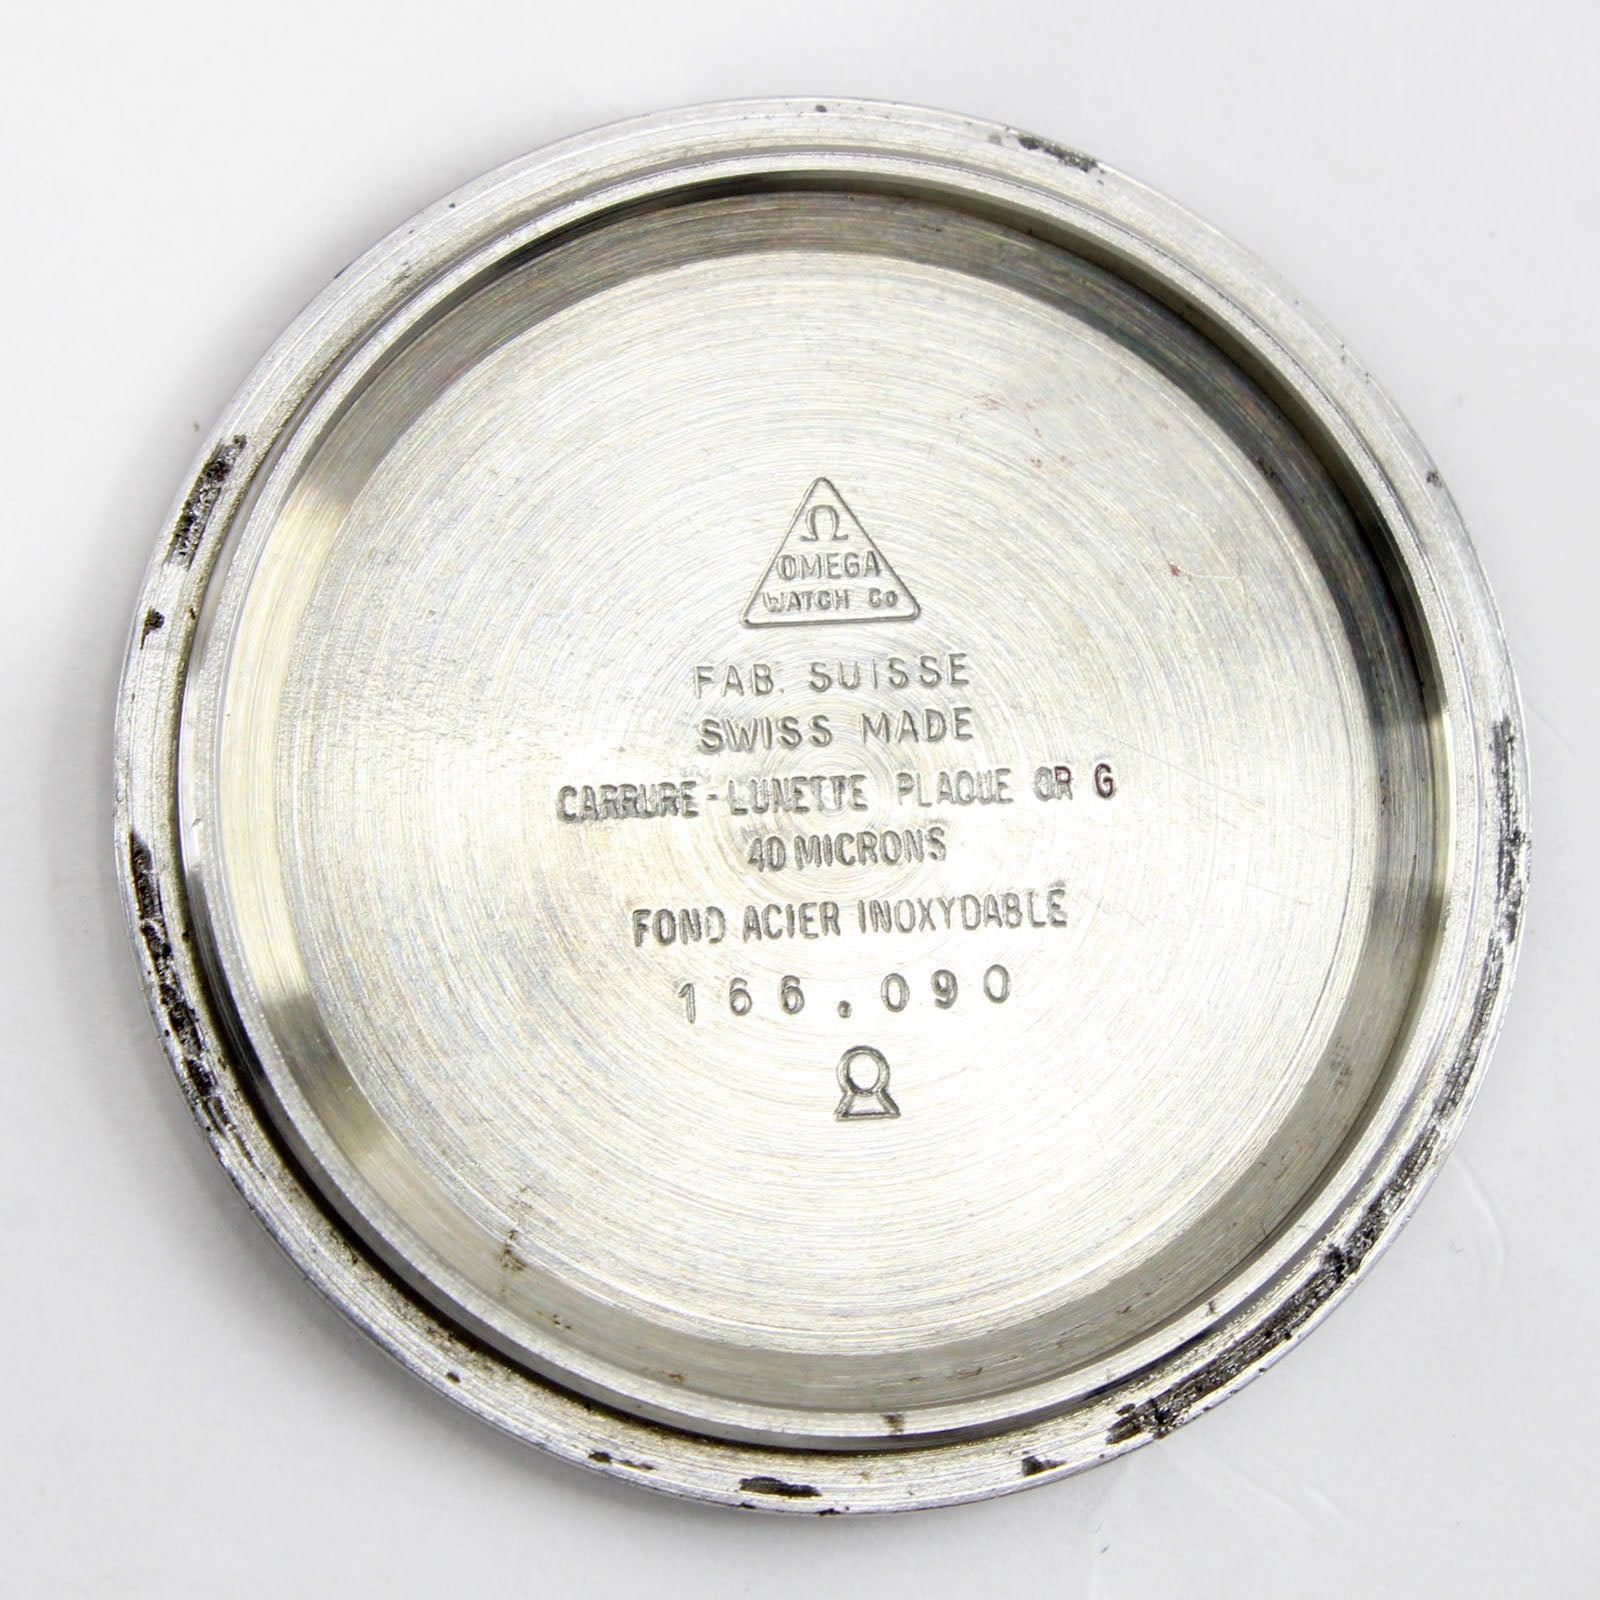 Ω
OMEGA
WATCH Co
FAB. SUISSE
SWISS MADE
CARRURE-LUNETTE PLAQUE OR G
40 MICRONS
FOND ACIER INOXYDABLE
166.090